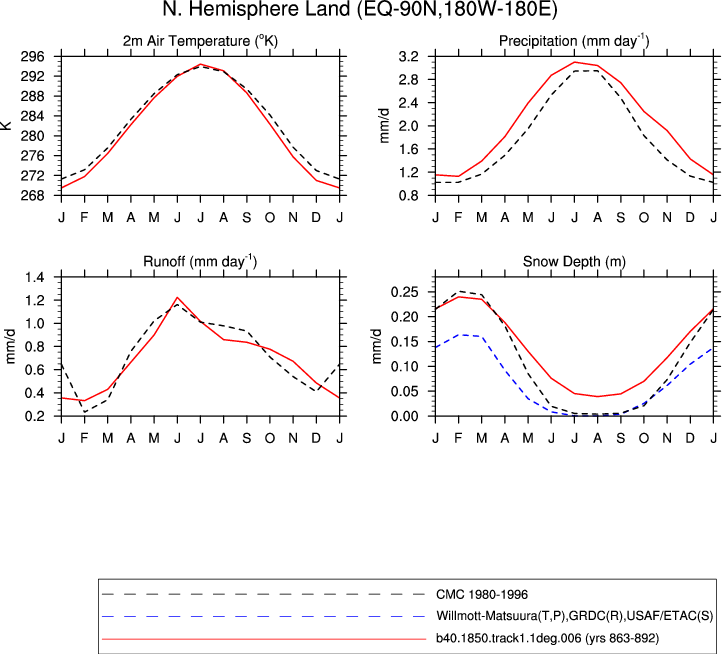 N. Hemisphere Land (EQ-90N,180W-180E)
2m Air Temperature (°K)
296
292
288
284
280
276
272
268
K
J F M A M J J A S O N D J
Precipitation (mm day⁻¹)
3.2
2.8
2.4
2.0
1.6
1.2
0.8
mm/d
J F M A M J J A S O N D J
Runoff (mm day⁻¹)
1.4
1.2
1.0
0.8
0.6
0.4
0.2
mm/d
J F M A M J J A S O N D J
Snow Depth (m)
0.25
0.20
0.15
0.10
0.05
0.00
mm/d
J F M A M J J A S O N D J
CMC 1980-1996
Willmott-Matsuura(T,P),GRDC(R),USAF/ETAC(S)
b40.1850.track1.1deg.006 (yrs 863-892)